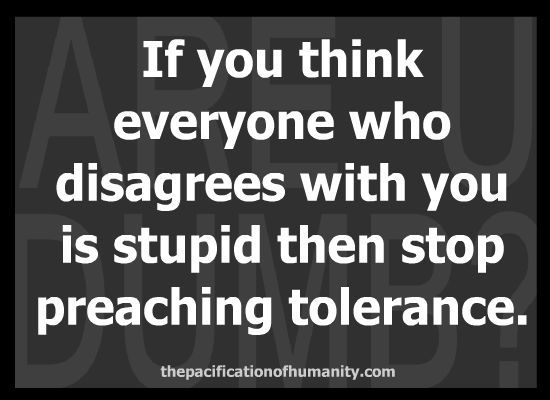 ARE U
DUMB?
If you think
everyone who
disagrees with you
is stupid then stop
preaching tolerance.
thepacificationofhumanity.com